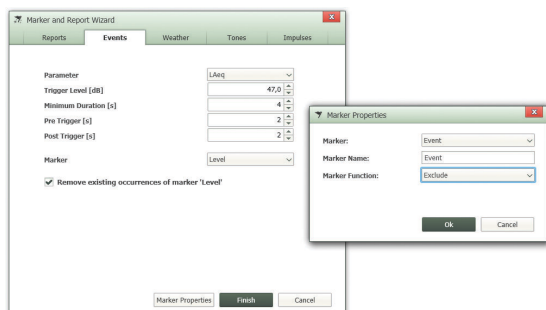 Marker and Report Wizard
Reports Events Weather Tones Impulses
Parameter LAeq
Trigger Level [dB] 47,0
Minimum Duration [s] 4
Pre Trigger [s] 2
Post Trigger [s] 2
Marker Level
Remove existing occurrences of marker 'Level'
Marker Properties Finish Cancel
Marker Properties
Marker: Event
Marker Name: Event
Marker Function: Exclude
Ok Cancel